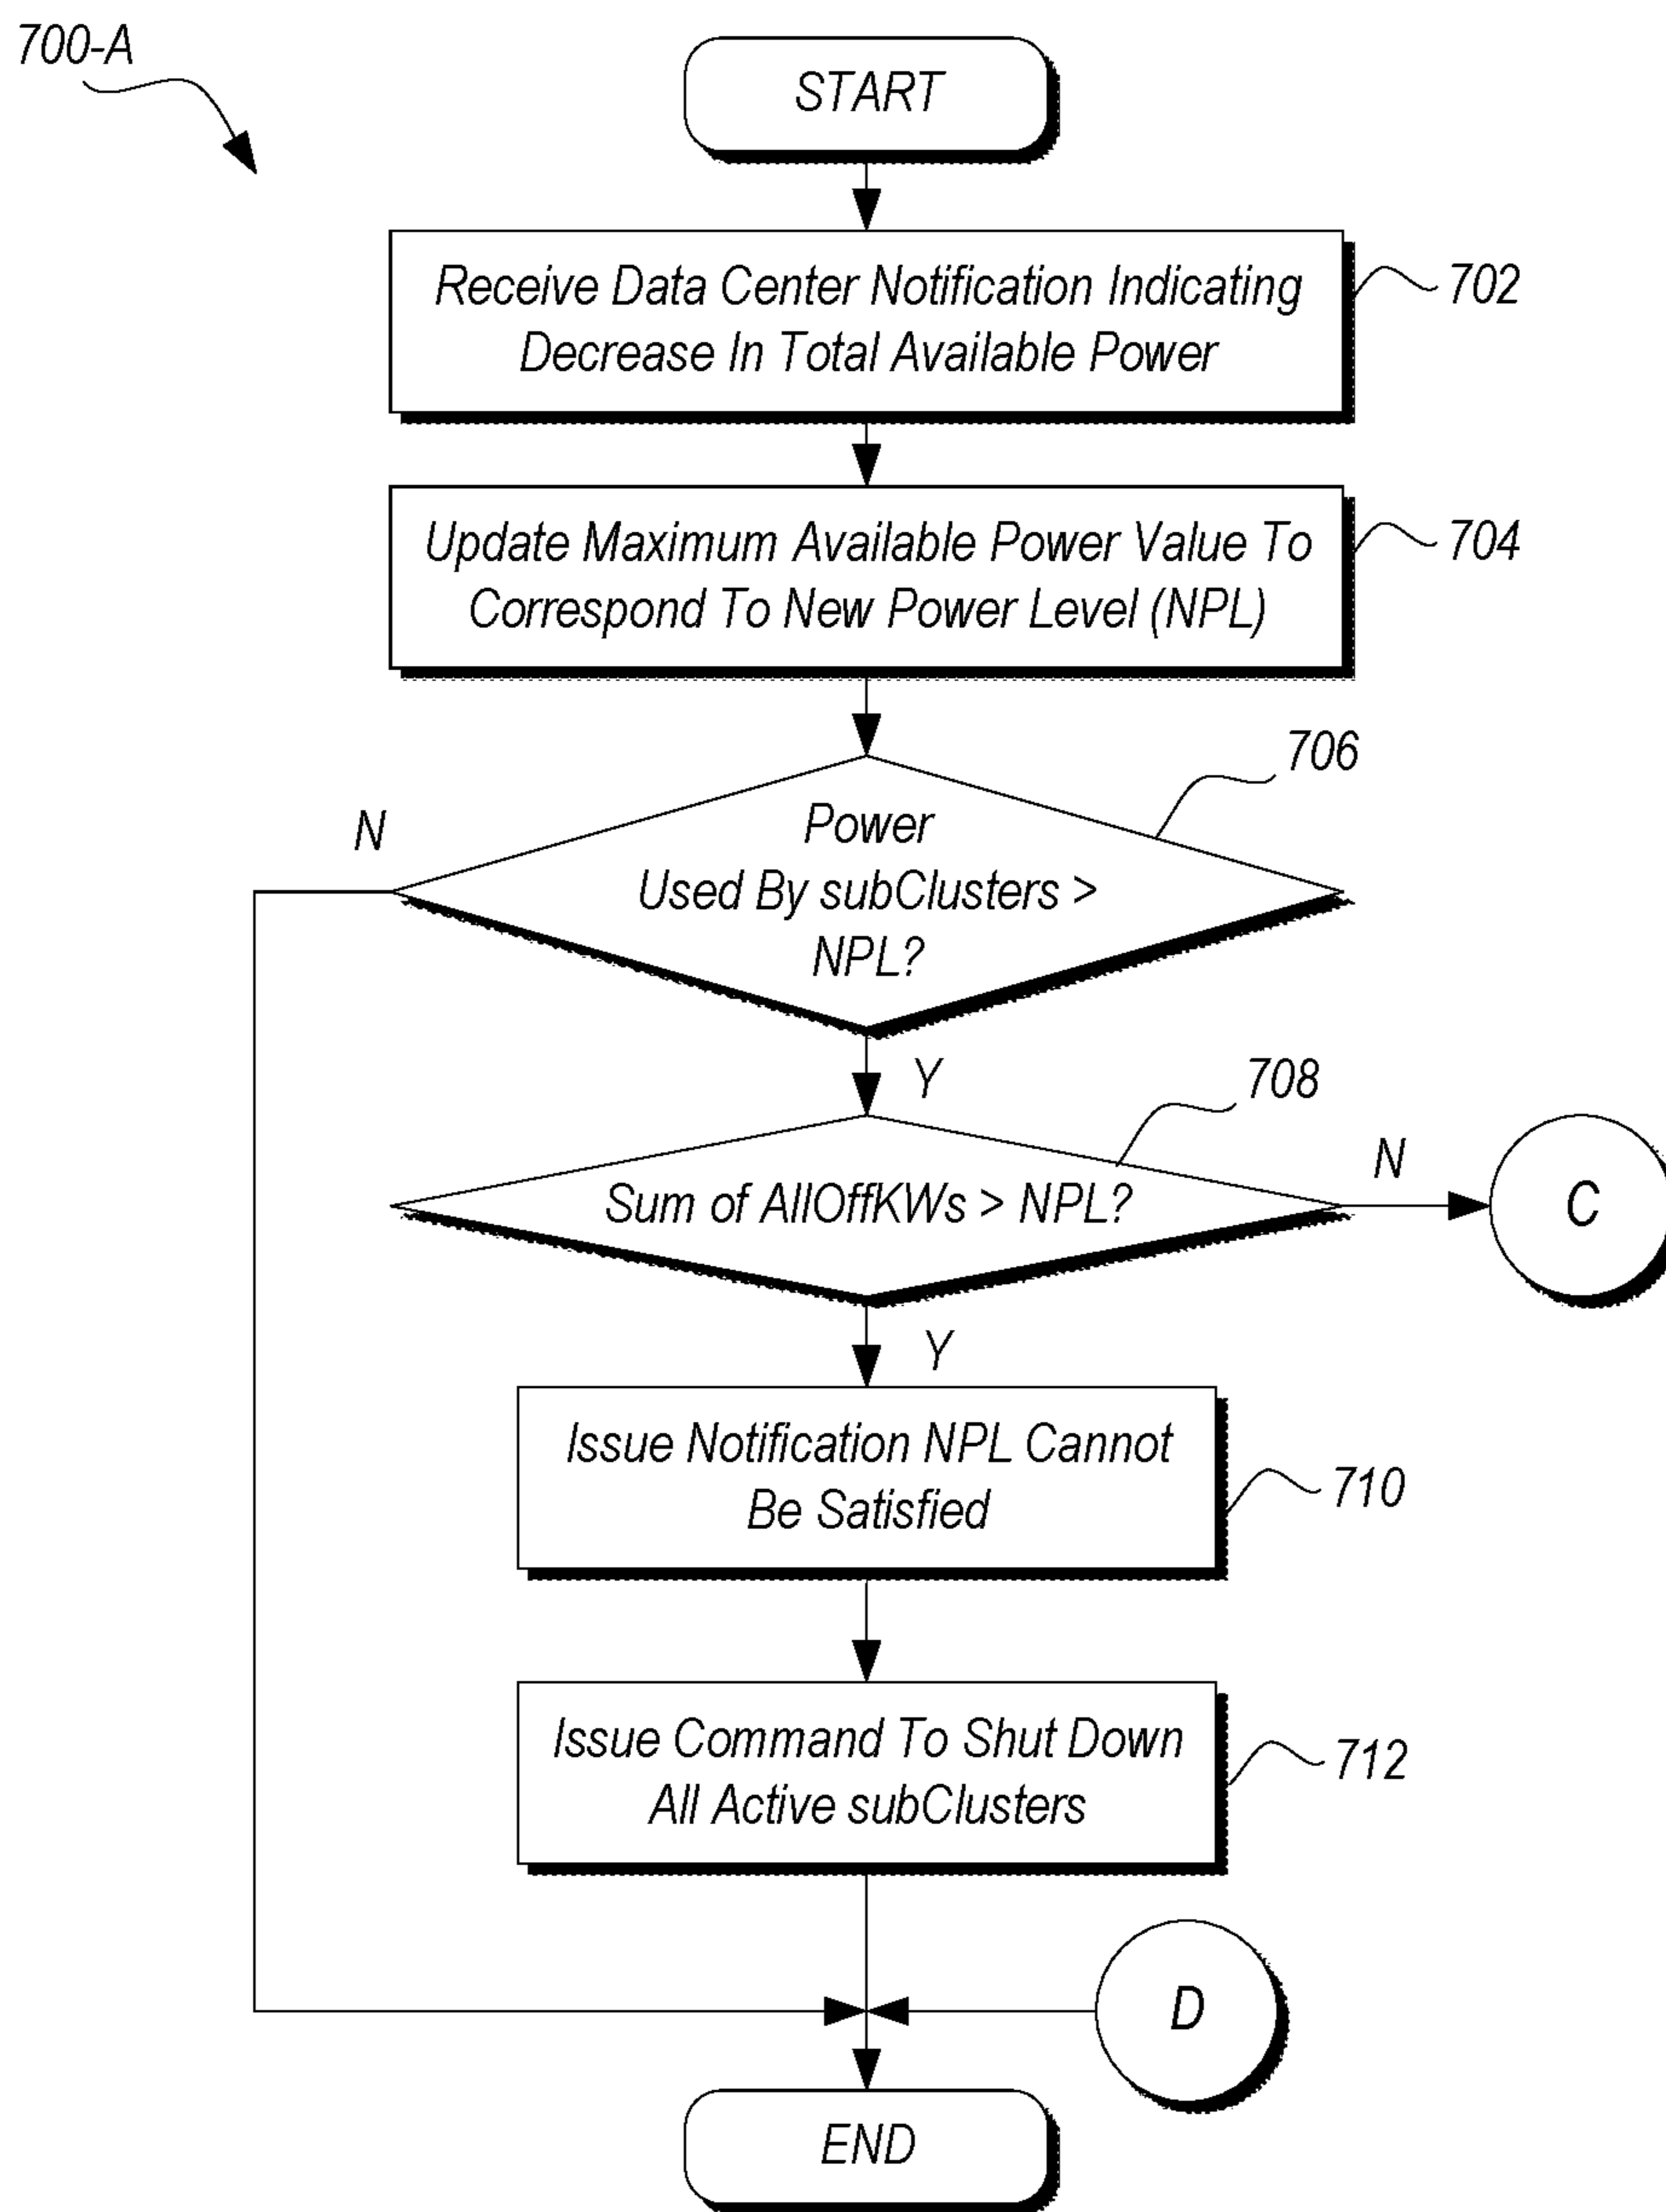 700-A
START
Receive Data Center Notification Indicating
Decrease In Total Available Power
702
Update Maximum Available Power Value To
Correspond To New Power Level (NPL)
704
706
N
Power
Used By subClusters >
NPL?
Y
708
N
Sum of AllOffKWs > NPL?
C
Y
Issue Notification NPL Cannot
Be Satisfied
710
Issue Command To Shut Down
All Active subClusters
712
D
END